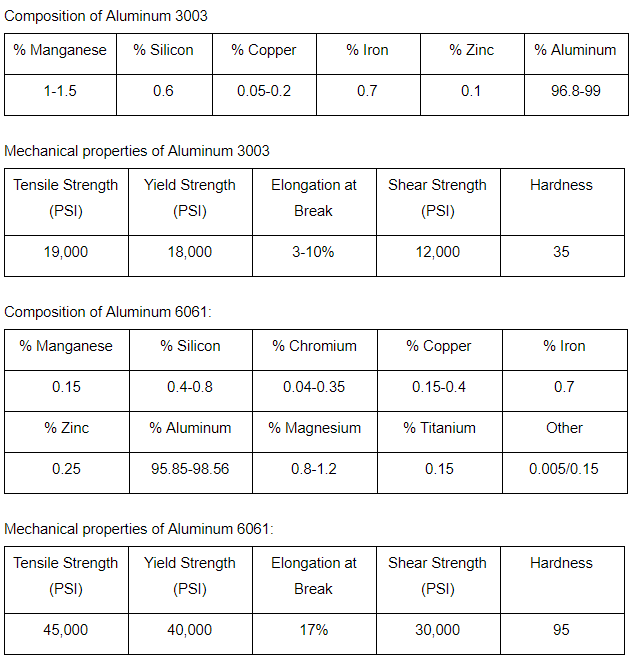 Composition of Aluminum 3003
% Manganese % Silicon % Copper % Iron % Zinc % Aluminum
1-1.5 0.6 0.05-0.2 0.7 0.1 96.8-99
Mechanical properties of Aluminum 3003
Tensile Strength (PSI) Yield Strength (PSI) Elongation at Break Shear Strength (PSI) Hardness
19,000 18,000 3-10% 12,000 35
Composition of Aluminum 6061:
% Manganese % Silicon % Chromium % Copper % Iron
0.15 0.4-0.8 0.04-0.35 0.15-0.4 0.7
% Zinc % Aluminum % Magnesium % Titanium Other
0.25 95.85-98.56 0.8-1.2 0.15 0.005/0.15
Mechanical properties of Aluminum 6061:
Tensile Strength (PSI) Yield Strength (PSI) Elongation at Break Shear Strength (PSI) Hardness
45,000 40,000 17% 30,000 95